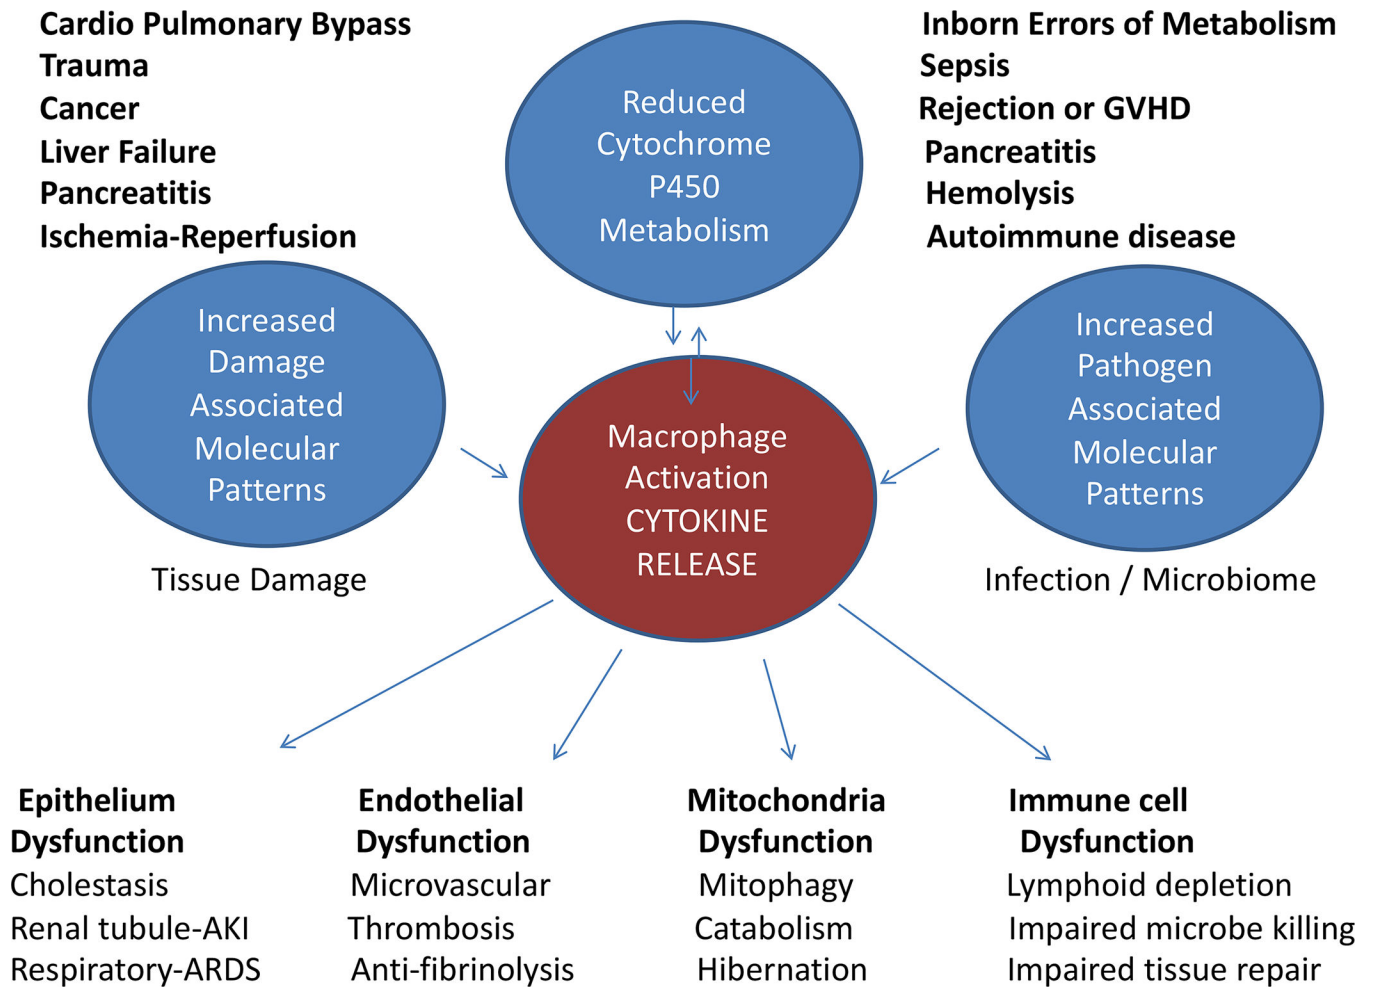 Cardio Pulmonary Bypass
Trauma
Cancer
Liver Failure
Pancreatitis
Ischemia-Reperfusion
Reduced
Cytochrome
P450
Metabolism
Inborn Errors of Metabolism
Sepsis
Rejection or GVHD
Pancreatitis
Hemolysis
Autoimmune disease
Increased
Damage
Associated
Molecular
Patterns
Tissue Damage
Macrophage
Activation
CYTOKINE
RELEASE
Increased
Pathogen
Associated
Molecular
Patterns
Infection / Microbiome
Epithelium
Dysfunction
Cholestasis
Renal tubule-AKI
Respiratory-ARDS
Endothelial
Dysfunction
Microvascular
Thrombosis
Anti-fibrinolysis
Mitochondria
Dysfunction
Mitophagy
Catabolism
Hibernation
Immune cell
Dysfunction
Lymphoid depletion
Impaired microbe killing
Impaired tissue repair